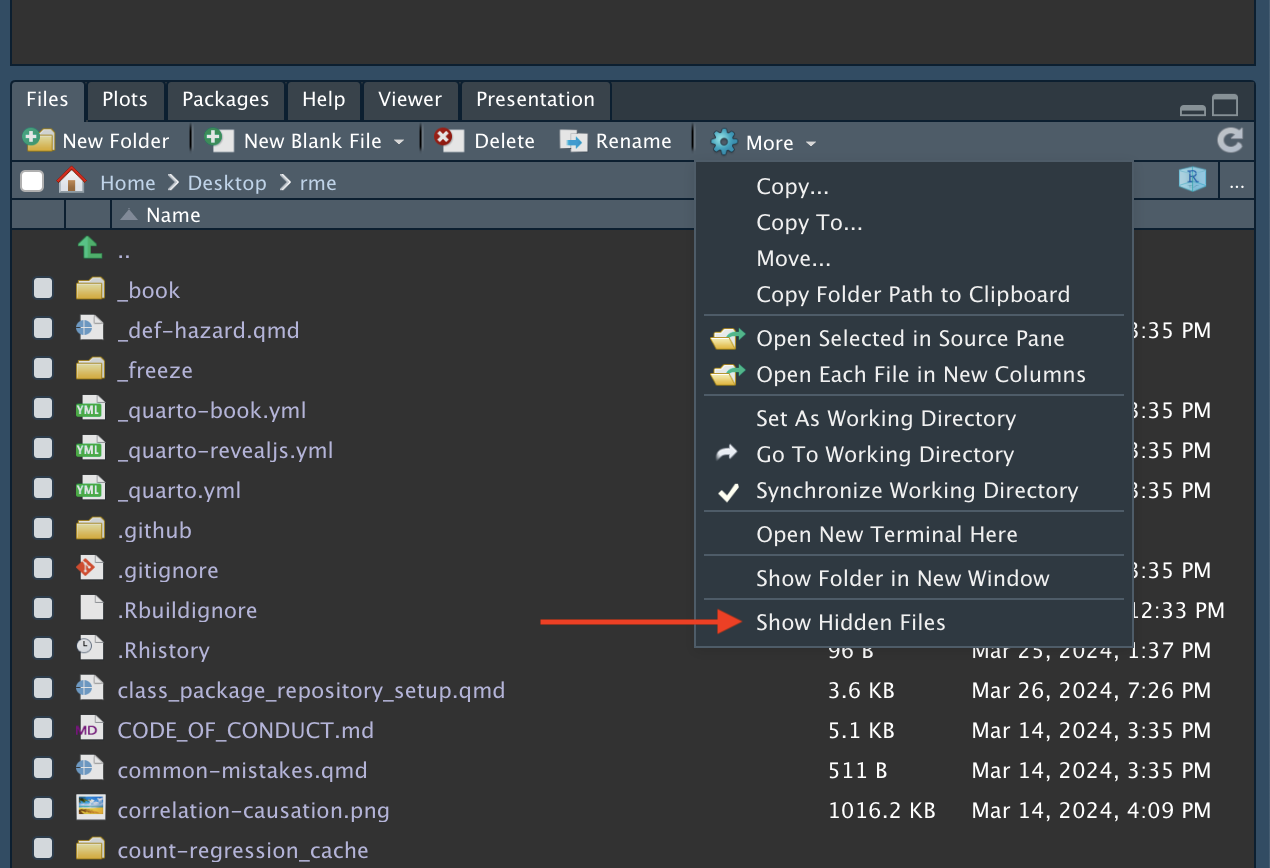 Files Plots Packages Help Viewer Presentation
New Folder New Blank File Delete Rename More
Home Desktop rme R ...
Name
Copy...
Copy To...
Move...
Copy Folder Path to Clipboard
Open Selected in Source Pane
Open Each File in New Columns
Set As Working Directory
Go To Working Directory
Synchronize Working Directory
Open New Terminal Here
Show Folder in New Window
Show Hidden Files
..
_book
_def-hazard.qmd 3:35 PM
_freeze
YML _quarto-book.yml 3:35 PM
YML _quarto-revealjs.yml 3:35 PM
YML _quarto.yml 3:35 PM
.github
.gitignore 3:35 PM
.Rbuildignore 12:33 PM
.Rhistory 96 B Mar 25, 2024, 1:37 PM
class_package_repository_setup.qmd 3.6 KB Mar 26, 2024, 7:26 PM
MD CODE_OF_CONDUCT.md 5.1 KB Mar 14, 2024, 3:35 PM
common-mistakes.qmd 511 B Mar 14, 2024, 3:35 PM
correlation-causation.png 1016.2 KB Mar 14, 2024, 4:09 PM
count-regression_cache